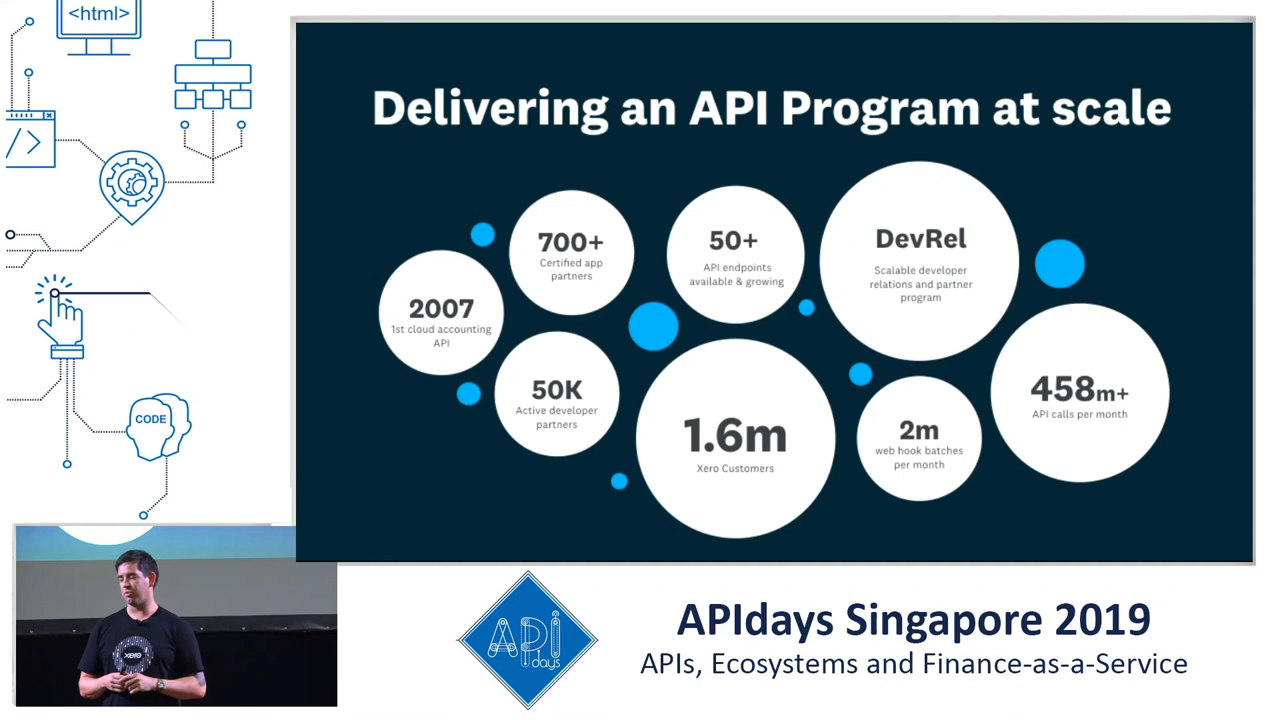 <html>
</>
CODE
Delivering an API Program at scale
2007
1st cloud accounting
API
700+
Certified app
partners
50K
Active developer
partners
50+
API endpoints
available & growing
1.6m
Xero Customers
DevRel
Scalable developer
relations and partner
program
2m
web hook batches
per month
458m+
API calls per month
xero
API
days
APIdays Singapore 2019
APIs, Ecosystems and Finance-as-a-Service